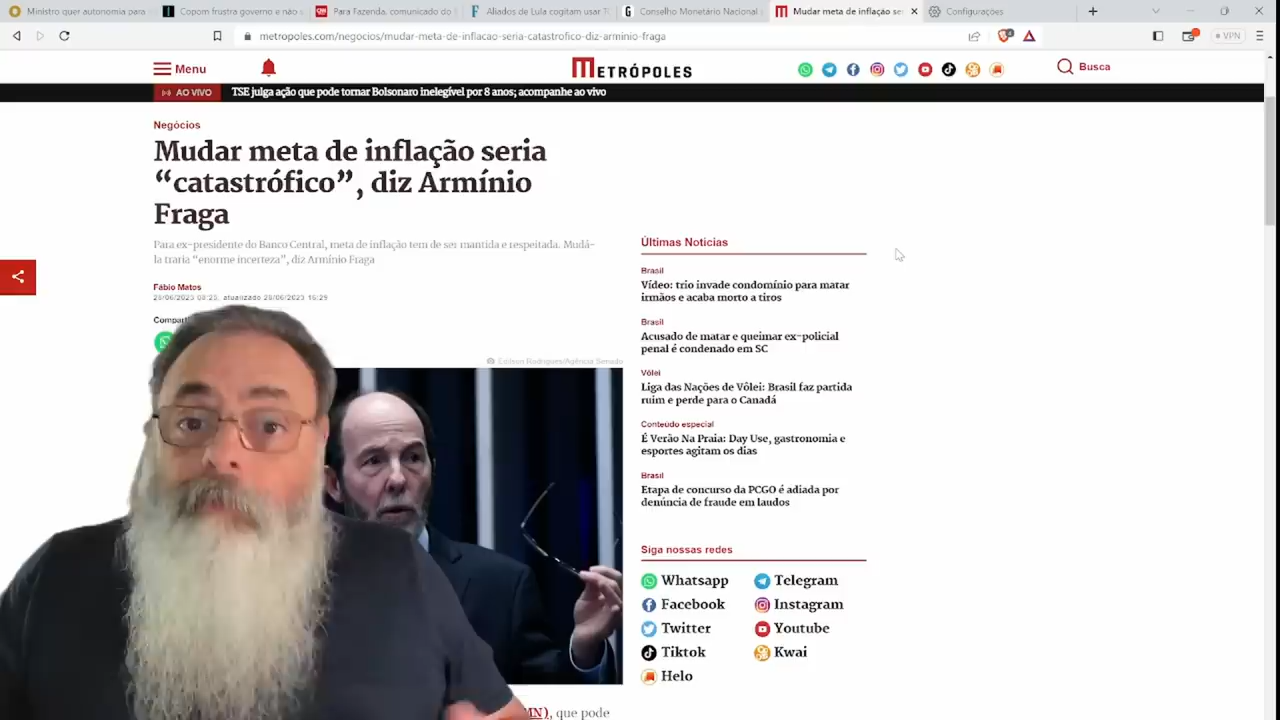 Ministro quer autonomia para
Copom frustra governo e não s
Para Fazenda, comunicado do
Aliados de Lula cogitam usar TC
Conselho Monetário Nacional
Mudar meta de inflação ser
Configurações
metropoles.com/negocios/mudar-meta-de-inflacao-seria-catastrofico-diz-arminio-fraga
VPN
Menu
METRÓPOLES
Busca
AO VIVO
TSE julga ação que pode tornar Bolsonaro inelegível por 8 anos; acompanhe ao vivo
Negócios
Mudar meta de inflação seria
“catastrófico”, diz Armínio
Fraga
Para ex-presidente do Banco Central, meta de inflação tem de ser mantida e respeitada. Mudá-
la traria “enorme incerteza”, diz Armínio Fraga
Fábio Matos
Compart
Edilson Rodrigues/Agência Senado
MN), que pode
Últimas Notícias
Brasil
Vídeo: trio invade condomínio para matar
irmãos e acaba morto a tiros
Brasil
Acusado de matar e queimar ex-policial
penal é condenado em SC
Vôlei
Liga das Nações de Vôlei: Brasil faz partida
ruim e perde para o Canadá
Conteúdo especial
É Verão Na Praia: Day Use, gastronomia e
esportes agitam os dias
Brasil
Etapa de concurso da PCGO é adiada por
denúncia de fraude em laudos
Siga nossas redes
Whatsapp
Telegram
Facebook
Instagram
Twitter
Youtube
Tiktok
Kwai
Helo